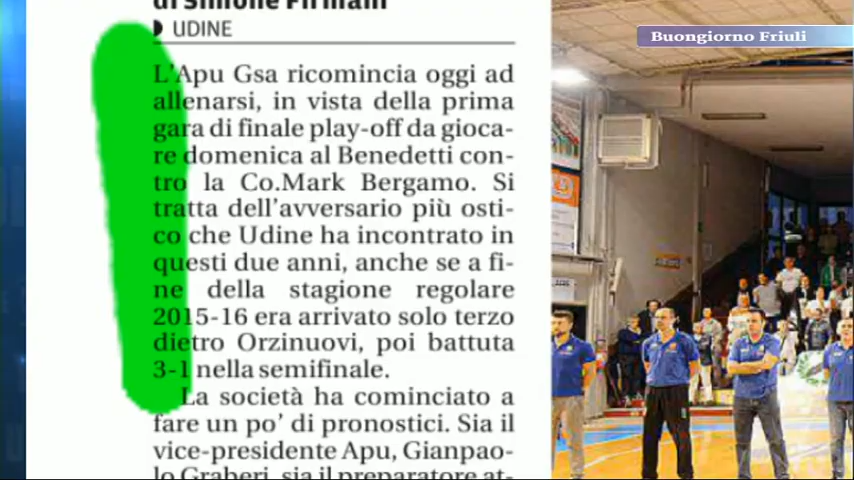 di Simone Firmani
UDINE
Buongiorno Friuli
L'Apu Gsa ricomincia oggi ad
allenarsi, in vista della prima
gara di finale play-off da gioca-
re domenica al Benedetti con-
tro la Co.Mark Bergamo. Si
tratta dell'avversario più osti-
co che Udine ha incontrato in
questi due anni, anche se a fi-
ne della stagione regolare
2015-16 era arrivato solo terzo
dietro Orzinuovi, poi battuta
3-1 nella semifinale.
La società ha cominciato a
fare un po' di pronostici. Sia il
vice-presidente Apu, Gianpao-
lo Graberi, sia il preparatore at-